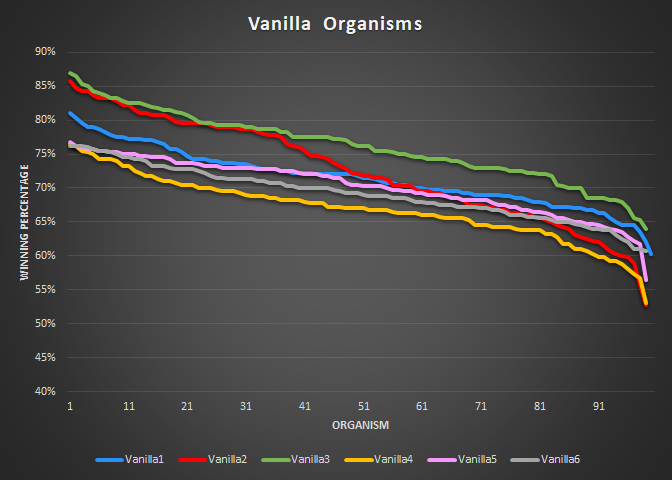 Vanilla Organisms
90%
85%
80%
75%
70%
65%
60%
55%
50%
45%
40%
WINNING PERCENTAGE
1 11 21 31 41 51 61 71 81 91
ORGANISM
Vanilla1 Vanilla2 Vanilla3 Vanilla4 Vanilla5 Vanilla6